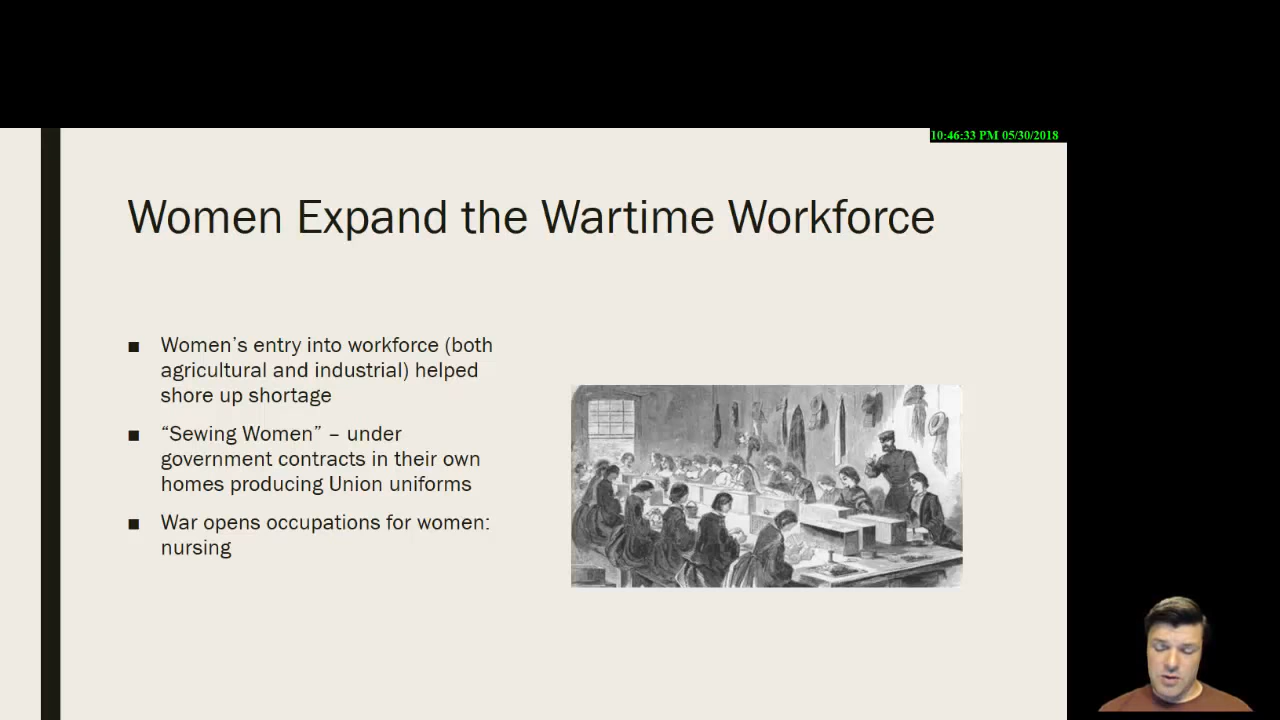 10:46:33 PM 05/30/2018
Women Expand the Wartime Workforce
■ Women’s entry into workforce (both
agricultural and industrial) helped
shore up shortage
■ “Sewing Women” – under
government contracts in their own
homes producing Union uniforms
■ War opens occupations for women:
nursing